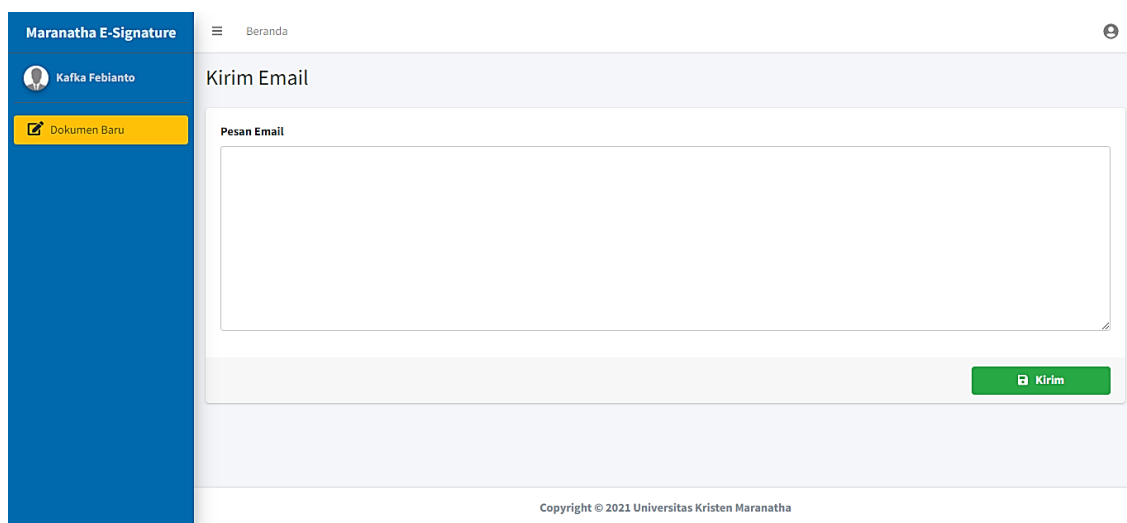 Maranatha E-Signature
Beranda
Kafka Febianto
Kirim Email
Dokumen Baru
Pesan Email
Kirim
Copyright © 2021 Universitas Kristen Maranatha